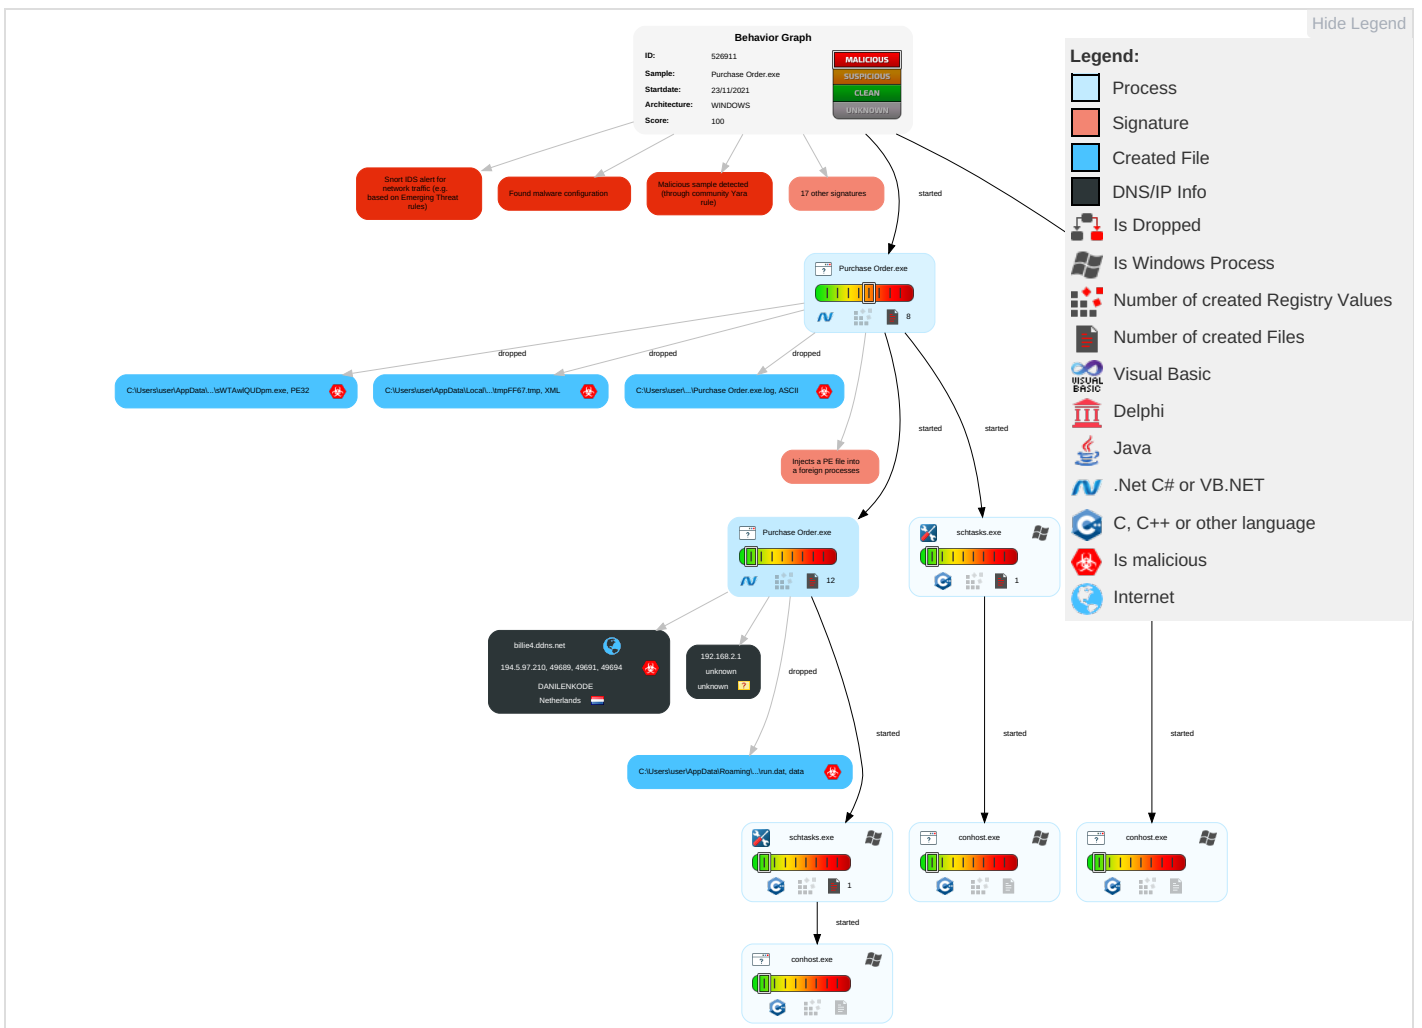 Hide Legend
Behavior Graph
ID: 526911
Sample: Purchase Order.exe
Startdate: 23/11/2021
Architecture: WINDOWS
Score: 100
MALICIOUS
SUSPICIOUS
CLEAN
UNKNOWN
Legend:
Process
Signature
Created File
DNS/IP Info
Is Dropped
Is Windows Process
Number of created Registry Values
Number of created Files
VISUAL
BASIC
Visual Basic
Delphi
Java
.Net C# or VB.NET
C, C++ or other language
Is malicious
Internet
Snort IDS alert for
network traffic (e.g.
based on Emerging Threat
rules)
Found malware configuration
Malicious sample detected
(through community Yara
rule)
17 other signatures
started
Purchase Order.exe
8
dropped
dropped
dropped
C:\Users\user\AppData\...\sWTAwlQUDpm.exe, PE32
C:\Users\user\AppData\Local\...\tmpFF67.tmp, XML
C:\Users\user\...\Purchase Order.exe.log, ASCII
started
started
Injects a PE file into
a foreign processes
Purchase Order.exe
12
schtasks.exe
1
billie4.ddns.net
194.5.97.210, 49689, 49691, 49694
DANILENKODE
Netherlands
192.168.2.1
unknown
unknown
dropped
started
started
started
C:\Users\user\AppData\Roaming\...\run.dat, data
schtasks.exe
1
conhost.exe
conhost.exe
started
conhost.exe